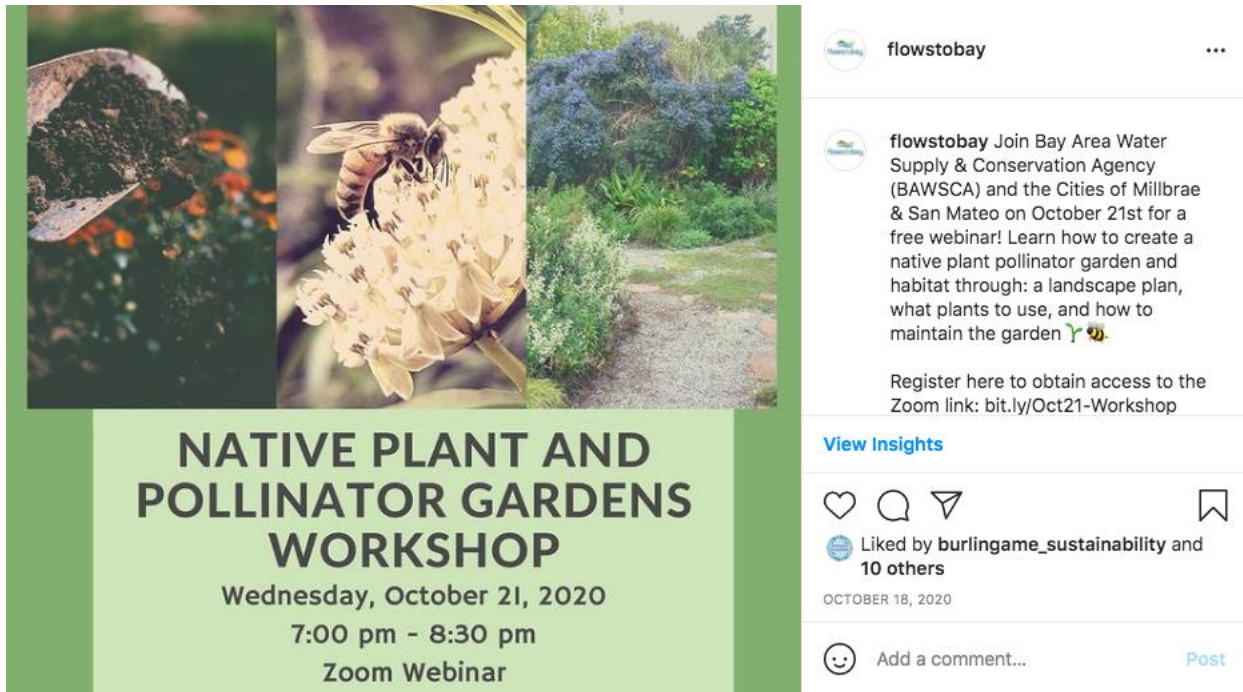 NATIVE PLANT AND
POLLINATOR GARDENS
WORKSHOP
Wednesday, October 21, 2020
7:00 pm - 8:30 pm
Zoom Webinar
flowstobay
flowstobay Join Bay Area Water
Supply & Conservation Agency
(BAWSCA) and the Cities of Millbrae
& San Mateo on October 21st for a
free webinar! Learn how to create a
native plant pollinator garden and
habitat through: a landscape plan,
what plants to use, and how to
maintain the garden 🌱🐝
Register here to obtain access to the
Zoom link: bit.ly/Oct21-Workshop
View Insights
Liked by burlingame_sustainability and
10 others
OCTOBER 18, 2020
Add a comment...
Post